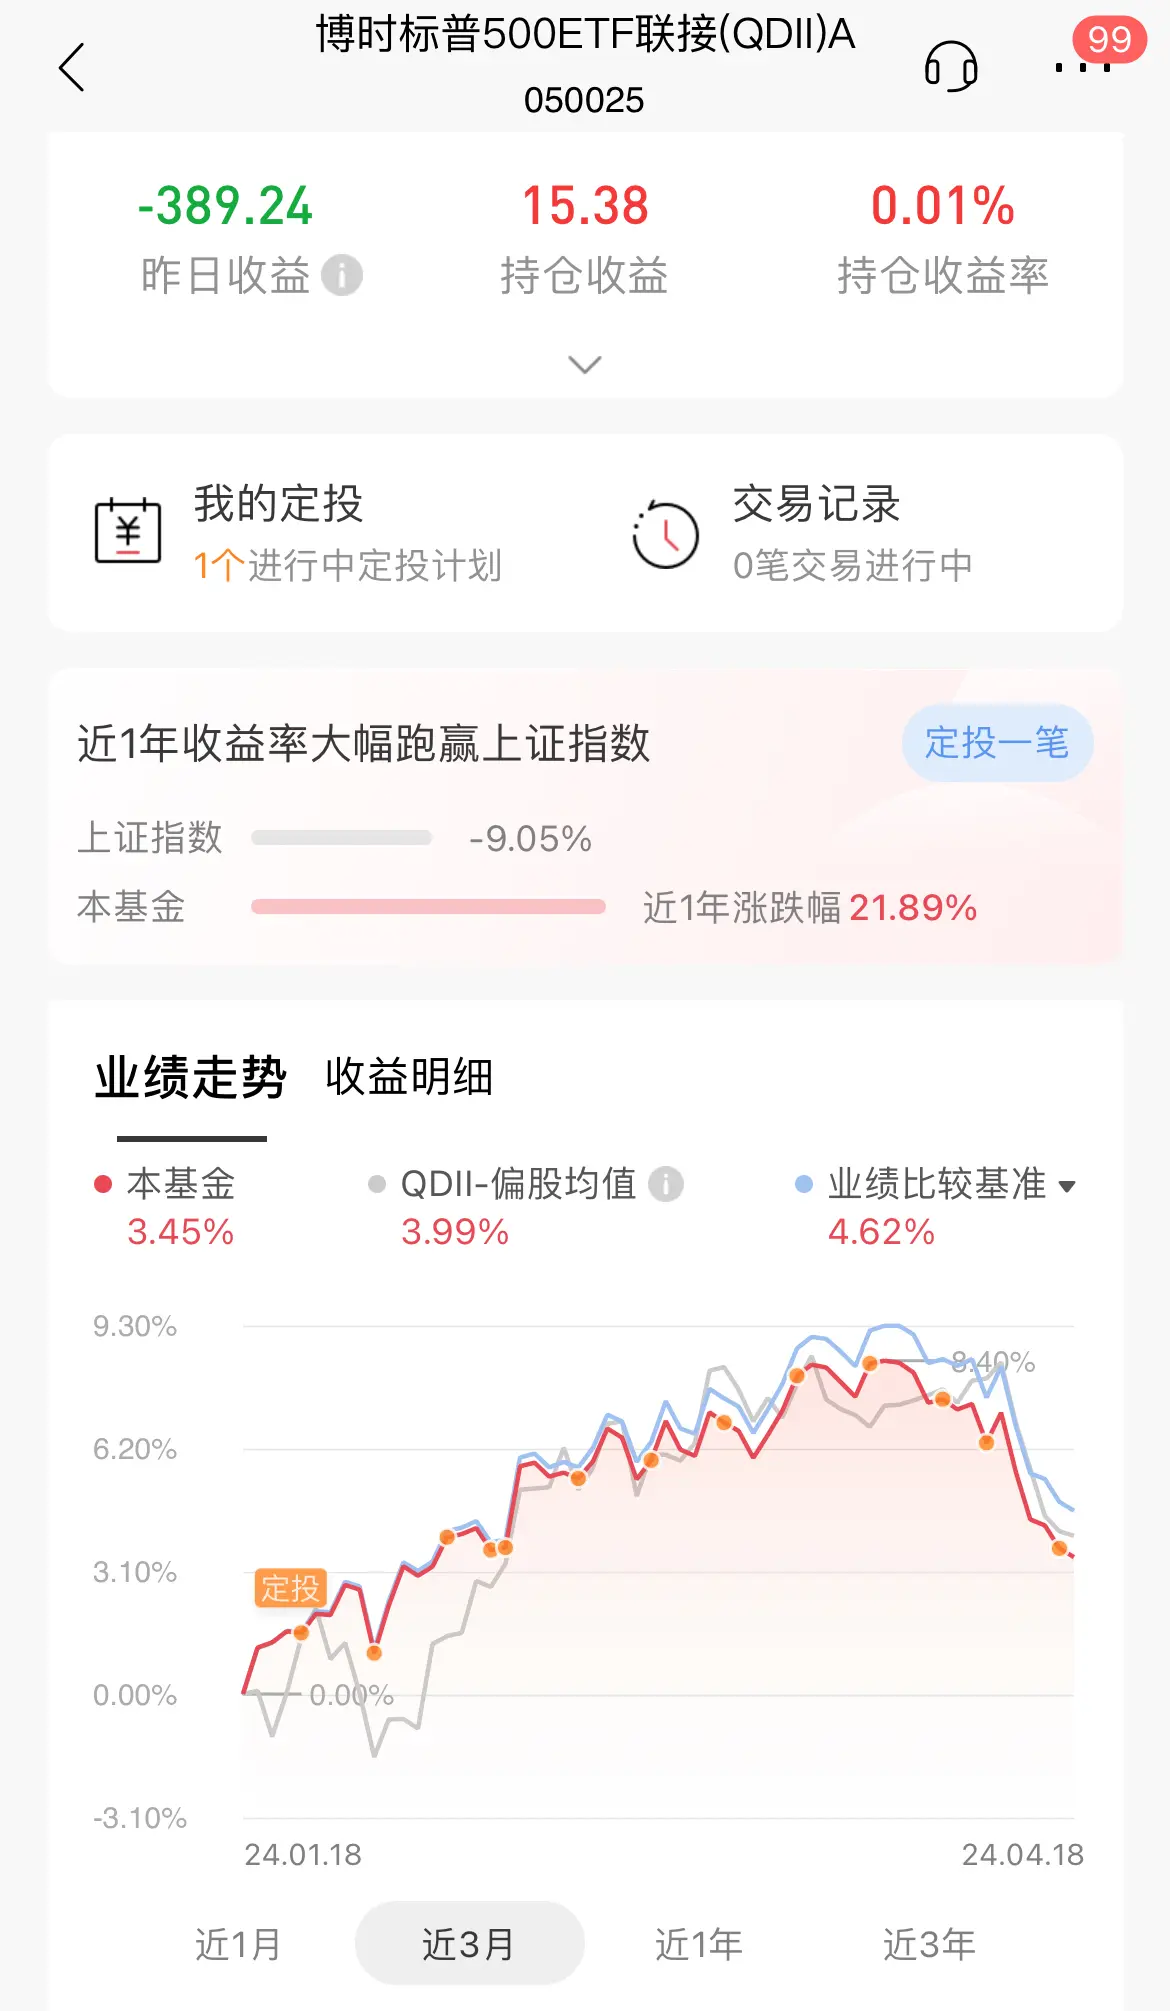 博时标普500ETF联接(QDII)A
99
050025
-389.24 15.38 0.01%
昨日收益 持仓收益 持仓收益率
我的定投 交易记录
1个进行中定投计划 0笔交易进行中
近1年收益率大幅跑赢上证指数 定投一笔
上证指数 -9.05%
本基金 近1年涨跌幅 21.89%
业绩走势 收益明细
本基金 QDII-偏股均值 业绩比较基准
3.45% 3.99% 4.62%
9.30%
8.40%
6.20%
3.10%
定投
0.00% 0.00%
-3.10%
24.01.18 24.04.18
近1月 近3月 近1年 近3年